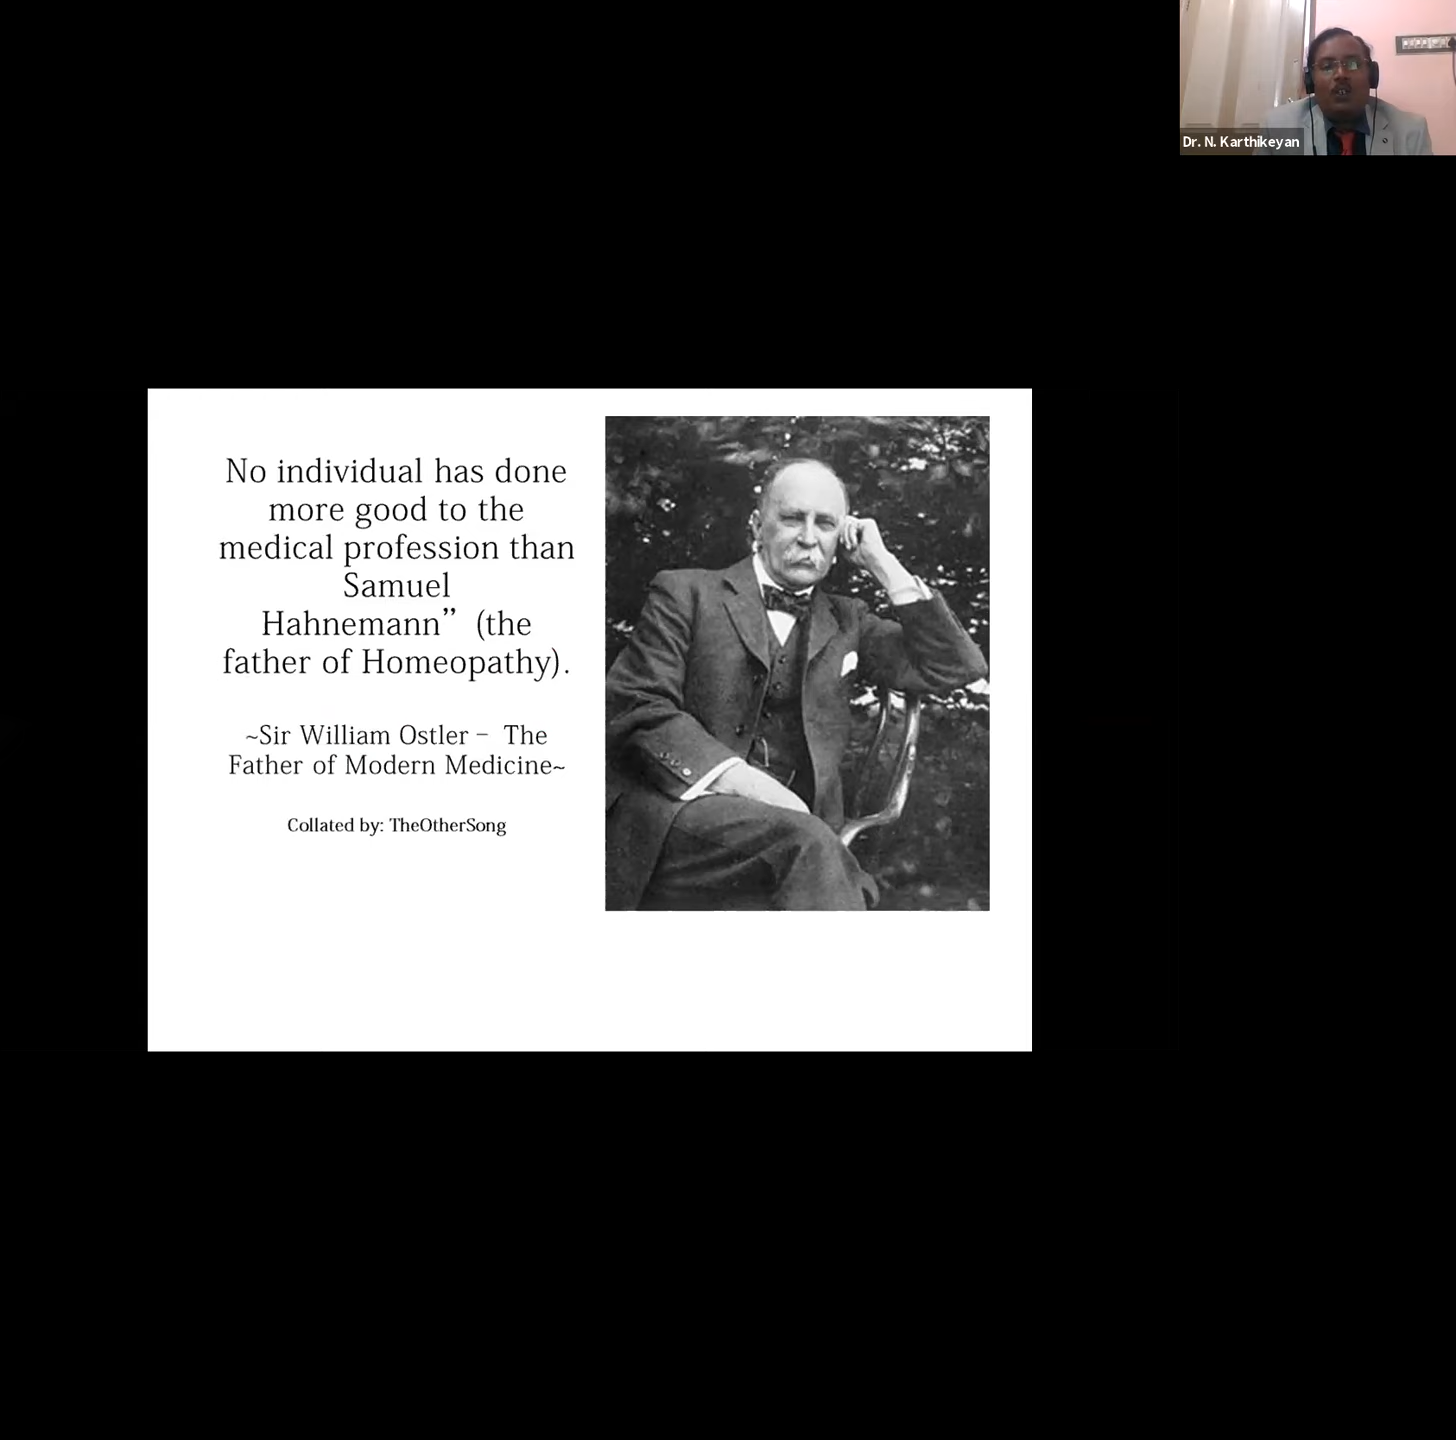 Dr. N. Karthikeyan
No individual has done
more good to the
medical profession than
Samuel
Hahnemann” (the
father of Homeopathy).
~Sir William Ostler – The
Father of Modern Medicine~
Collated by: TheOtherSong